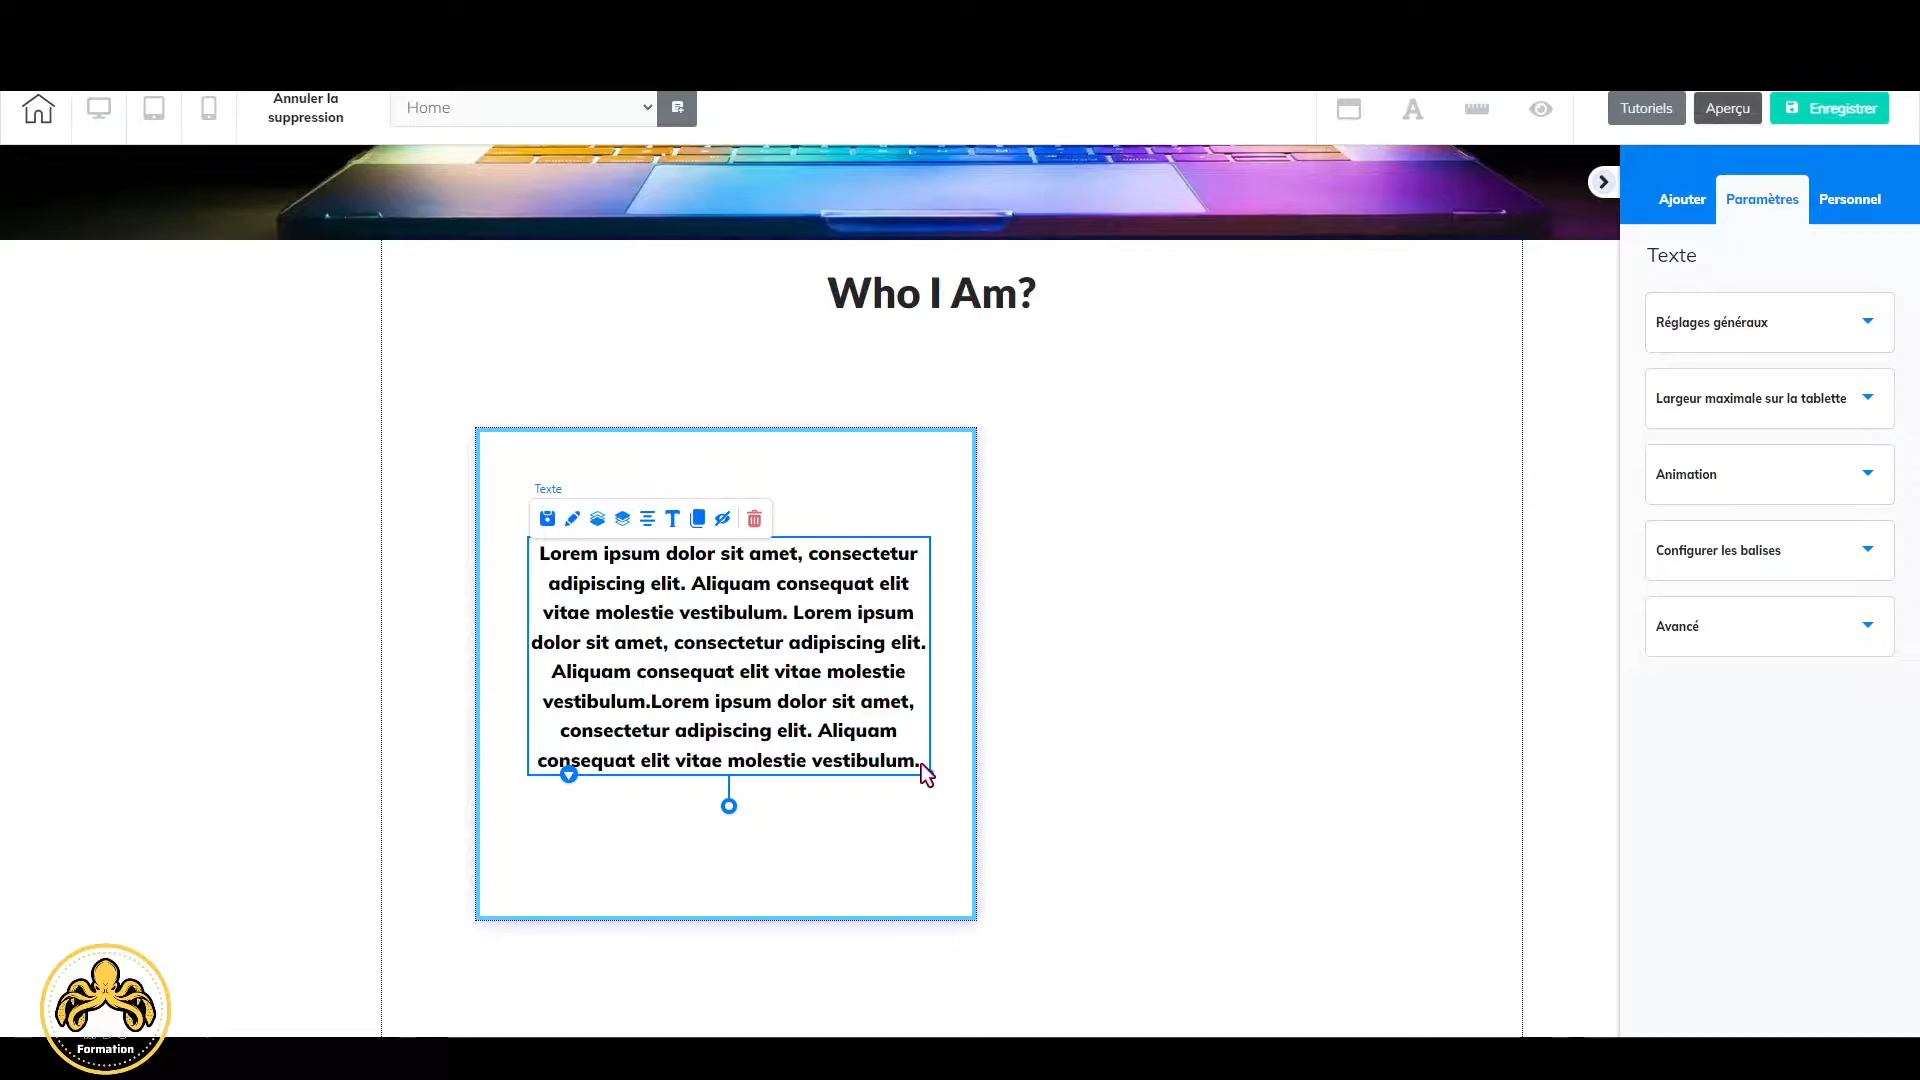 Annuler la
suppression
Home
Tutoriels
Aperçu
Enregistrer
Ajouter
Paramètres
Personnel
Who I Am?
Texte
Réglages généraux
Largeur maximale sur la tablette
Animation
Configurer les balises
Avancé
Texte
Lorem ipsum dolor sit amet, consectetur
adipiscing elit. Aliquam consequat elit
vitae molestie vestibulum. Lorem ipsum
dolor sit amet, consectetur adipiscing elit.
Aliquam consequat elit vitae molestie
vestibulum.Lorem ipsum dolor sit amet,
consectetur adipiscing elit. Aliquam
consequat elit vitae molestie vestibulum.
Formation